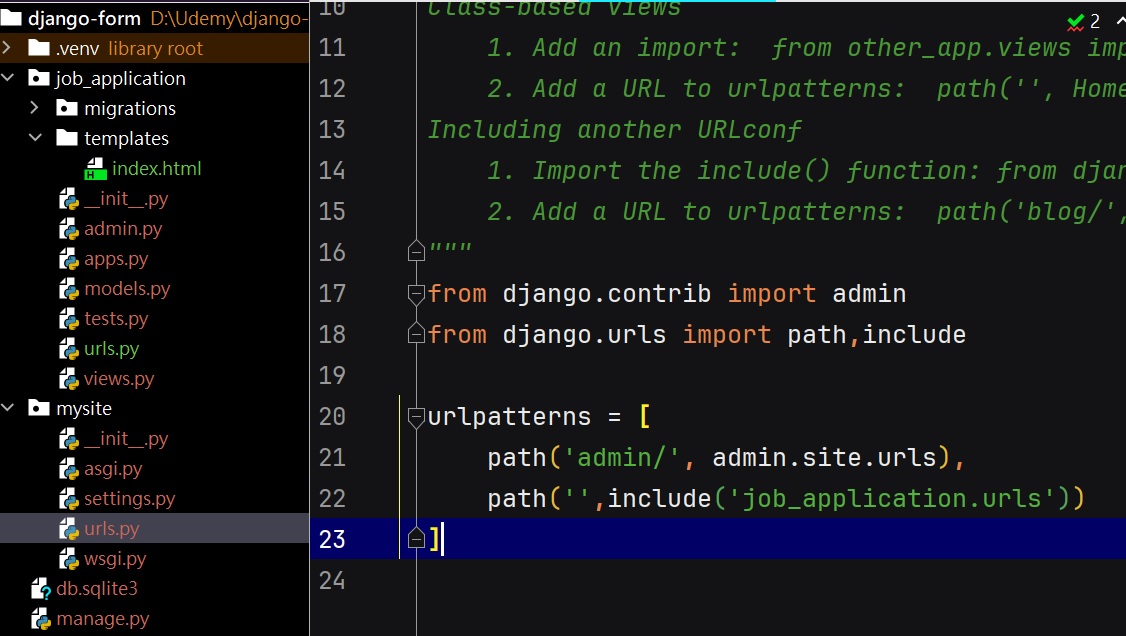 django-form D:\Udemy\django-
.venv library root
job_application
migrations
templates
index.html
__init__.py
admin.py
apps.py
models.py
tests.py
urls.py
views.py
mysite
__init__.py
asgi.py
settings.py
urls.py
wsgi.py
db.sqlite3
manage.py
2
10 Class-based views
11 1. Add an import:  from other_app.views imp
12 2. Add a URL to urlpatterns:  path('', Home
13 Including another URLconf
14 1. Import the include() function: from djan
15 2. Add a URL to urlpatterns:  path('blog/',
16 """
17 from django.contrib import admin
18 from django.urls import path,include
19
20 urlpatterns = [
21 path('admin/', admin.site.urls),
22 path('',include('job_application.urls'))
23 ]
24